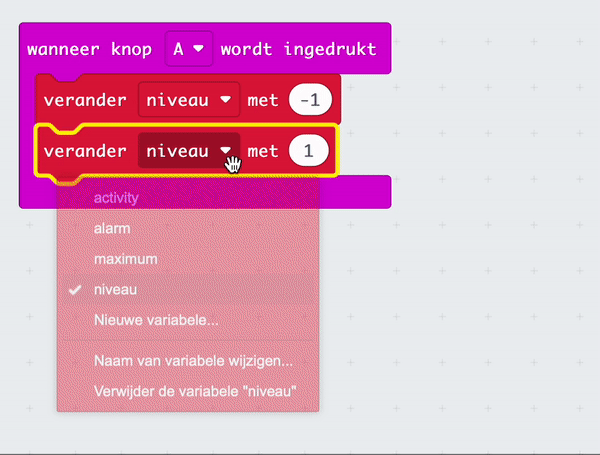 wanneer knop A wordt ingedrukt
verander niveau met -1
verander niveau met 1
activity
alarm
maximum
niveau
Nieuwe variabele...
Naam van variabele wijzigen...
Verwijder de variabele "niveau"